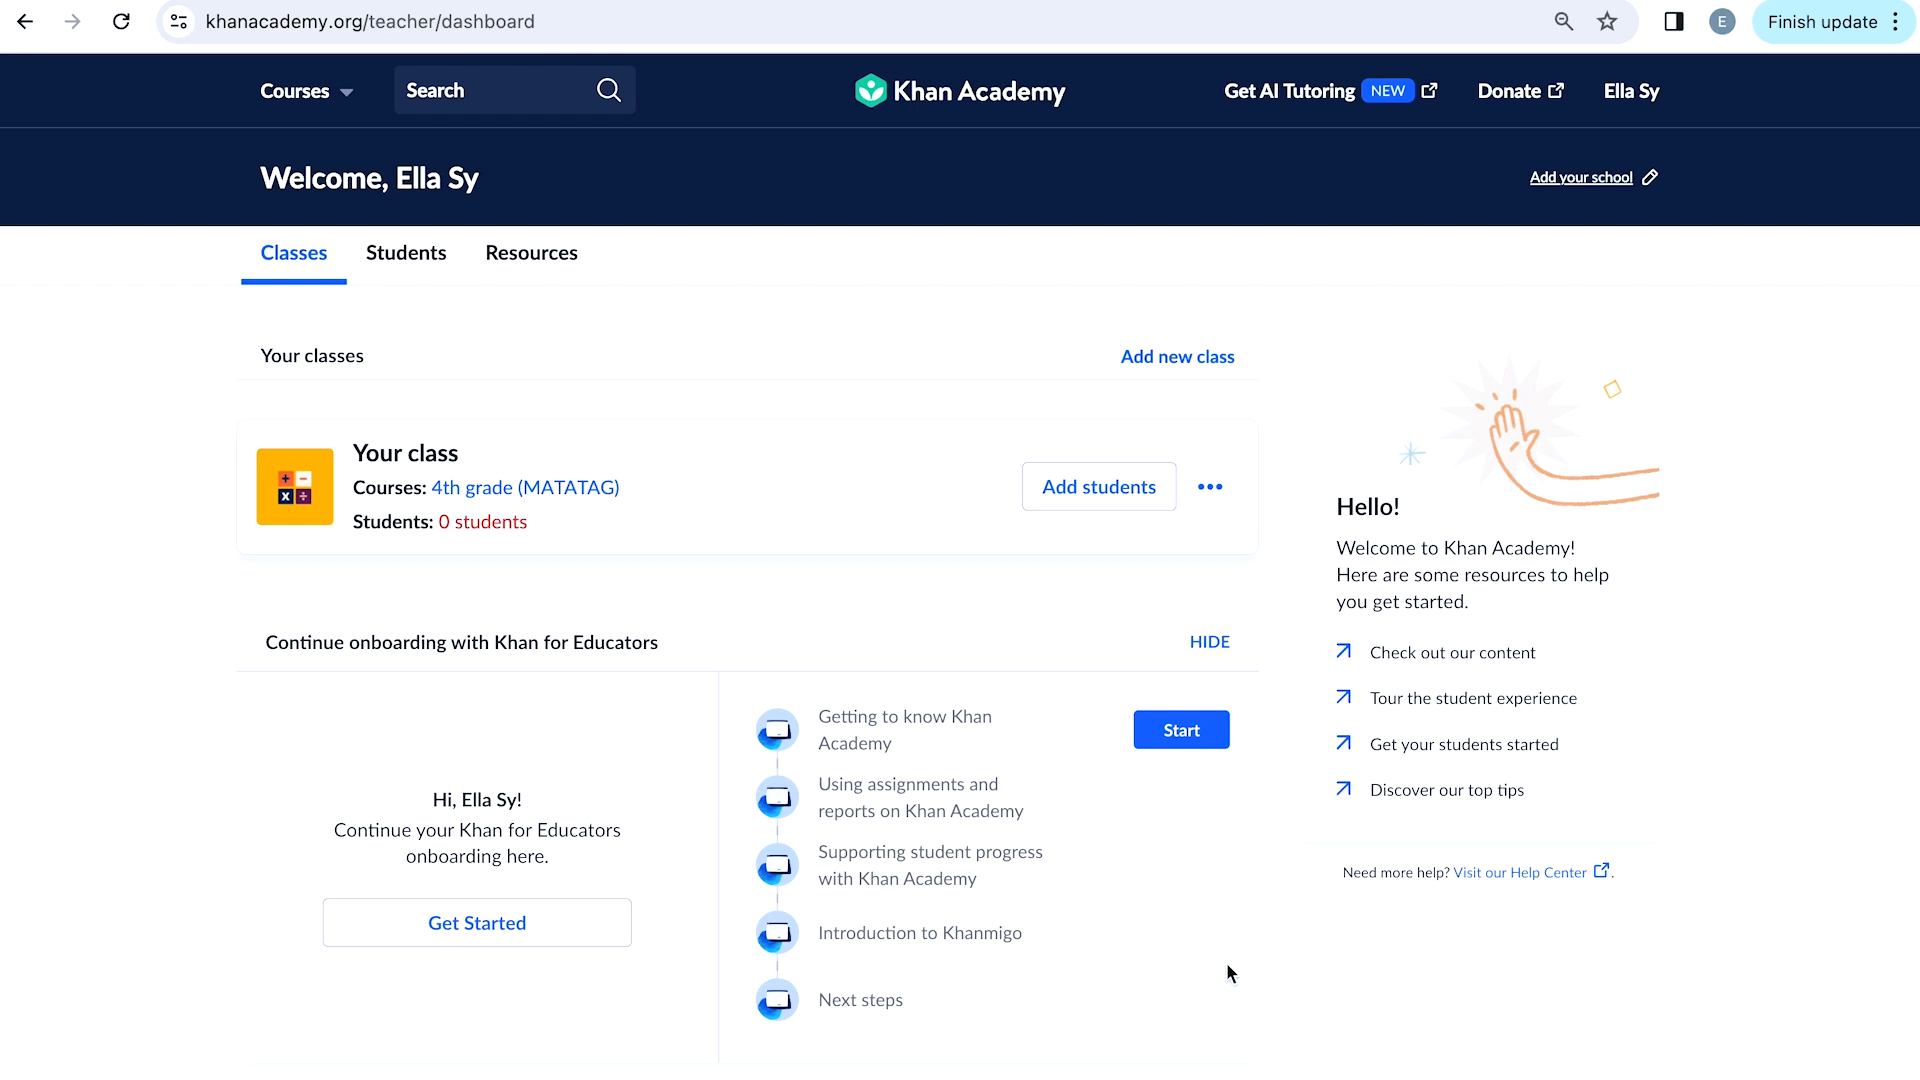 khanacademy.org/teacher/dashboard
E
Finish update
Courses
Search
Khan Academy
Get AI Tutoring NEW
Donate
Ella Sy
Welcome, Ella Sy
Add your school
Classes
Students
Resources
Your classes
Add new class
Your class
Courses: 4th grade (MATATAG)
Students: 0 students
Add students
Hello!
Welcome to Khan Academy!
Here are some resources to help
you get started.
Check out our content
Tour the student experience
Get your students started
Discover our top tips
Need more help? Visit our Help Center.
Continue onboarding with Khan for Educators
HIDE
Hi, Ella Sy!
Continue your Khan for Educators
onboarding here.
Get Started
Getting to know Khan
Academy
Start
Using assignments and
reports on Khan Academy
Supporting student progress
with Khan Academy
Introduction to Khanmigo
Next steps